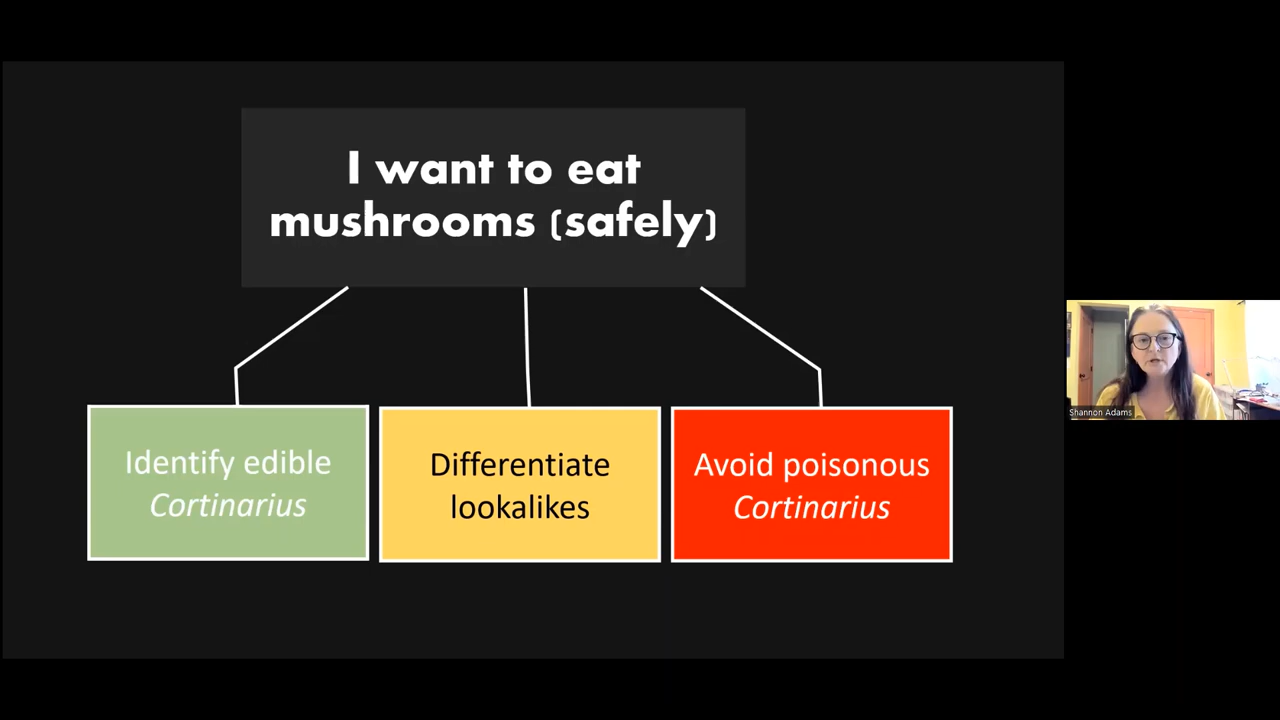 I want to eat
mushrooms (safely)
Identify edible
Cortinarius
Differentiate
lookalikes
Avoid poisonous
Cortinarius
Shannon Adams